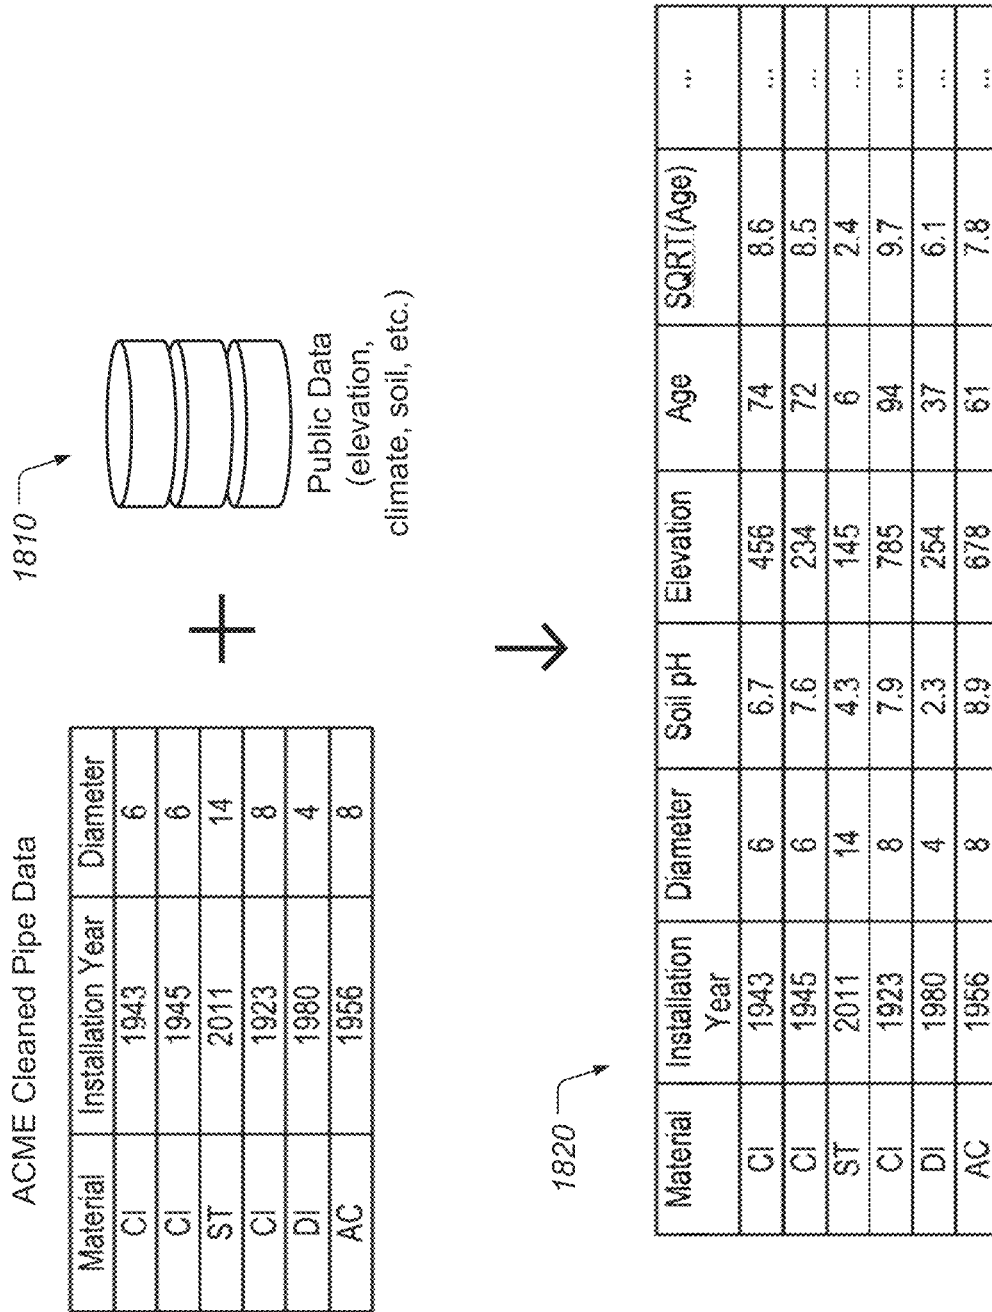 ACME Cleaned Pipe Data
Material Installation Year Diameter
CI 1943 6
CI 1945 6
ST 2011 14
CI 1923 8
DI 1980 4
AC 1956 8
+
1810
Public Data
(elevation,
climate, soil, etc.)
1820
Material Installation Year Diameter Soil pH Elevation Age SQRT(Age) ...
CI 1943 6 6.7 456 74 8.6 ...
CI 1945 6 7.6 234 72 8.5 ...
ST 2011 14 4.3 145 6 2.4 ...
CI 1923 8 7.9 785 94 9.7 ...
DI 1980 4 2.3 254 37 6.1 ...
AC 1956 8 8.9 678 61 7.8 ...